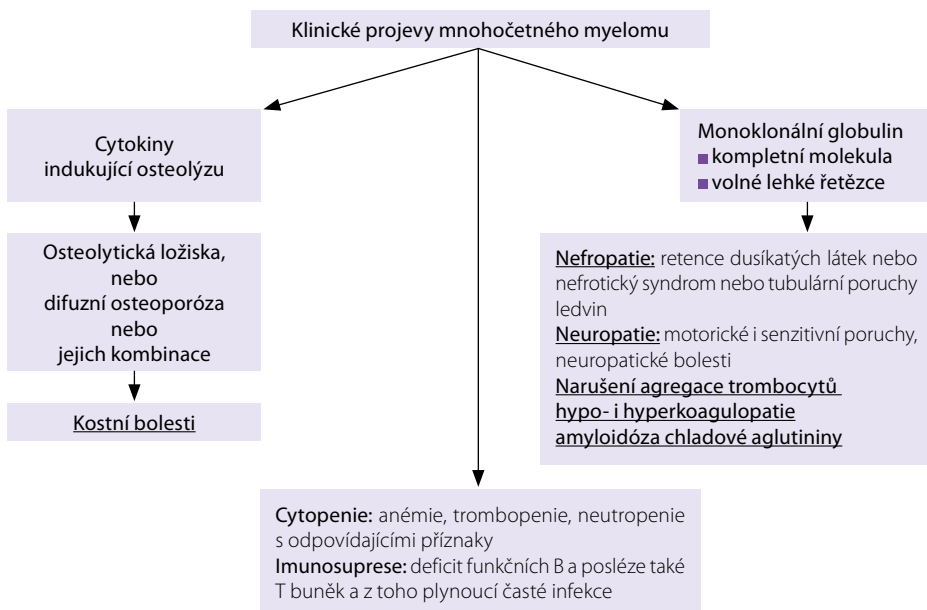 Klinické projevy mnohočetného myelomu
Cytokiny
indukující osteolýzu
Osteolytická ložiska,
nebo
difuzní osteoporóza
nebo
jejich kombinace
Kostní bolesti
Monoklonální globulin
■ kompletní molekula
■ volné lehké řetězce
Nefropatie: retence dusíkatých látek nebo
nefrotický syndrom nebo tubulární poruchy
ledvin
Neuropatie: motorické i senzitivní poruchy,
neuropatické bolesti
Narušení agregace trombocytů
hypo- i hyperkoagulopatie
amyloidóza chladové aglutininy
Cytopenie: anémie, trombopenie, neutropenie
s odpovídajícími příznaky
Imunosuprese: deficit funkčních B a posléze také
T buněk a z toho plynoucí časté infekce